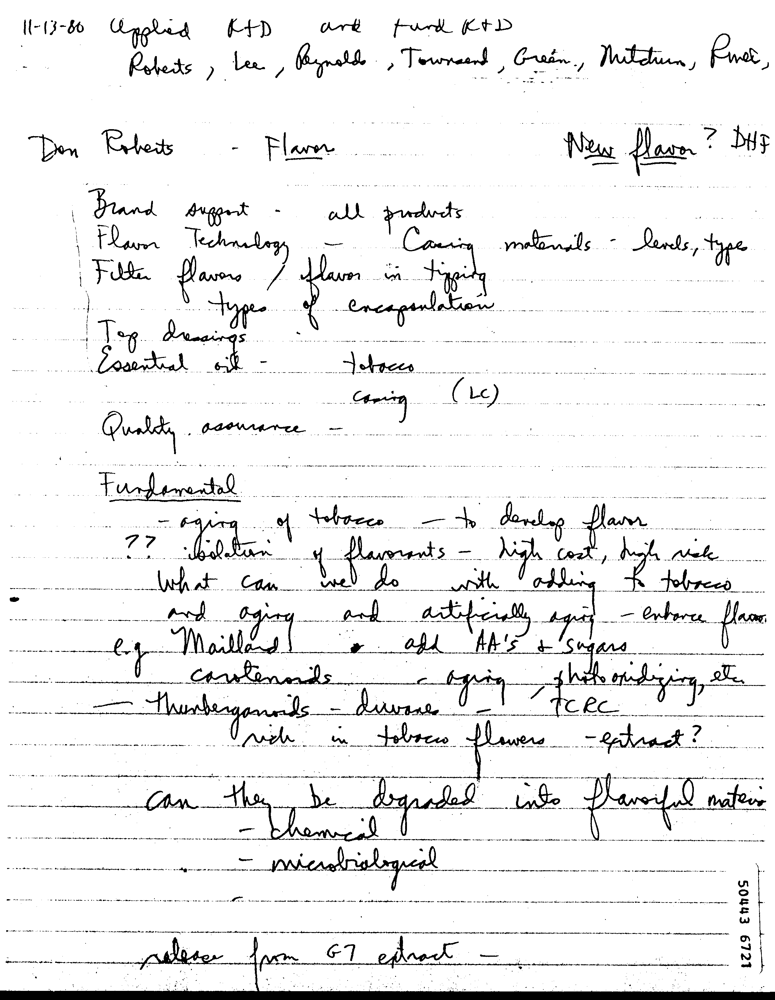 11-13-80 Applied R+D and Fund R+D
Roberts, Lee, Reynolds, Townsend, Green, Mitchum,
Don Roberts - Flavor New flavor? DHF
Brand support - all products
Flavor Technology - Casing materials - levels, types
Filter flavors / flavor in tipping
types of encapsulation
Top dressings
Essential oil - tobacco
casing (LC)
Quality assurance -
Fundamental
- aging of tobacco - to develop flavor
?? isolation of flavorants - high cost, high risk
What can we do with adding to tobacco
and aging and artificially aging - enhance flavor
e.g Maillard • add AA's & sugars
carotenoids - aging, photooxidizing, etc
- thunberganoids - duvanes - TCRC
rich in tobacco flowers - extract?
can they be degraded into flavorful
- chemical
- microbiological
-
release from G7 extract -
50443 6721